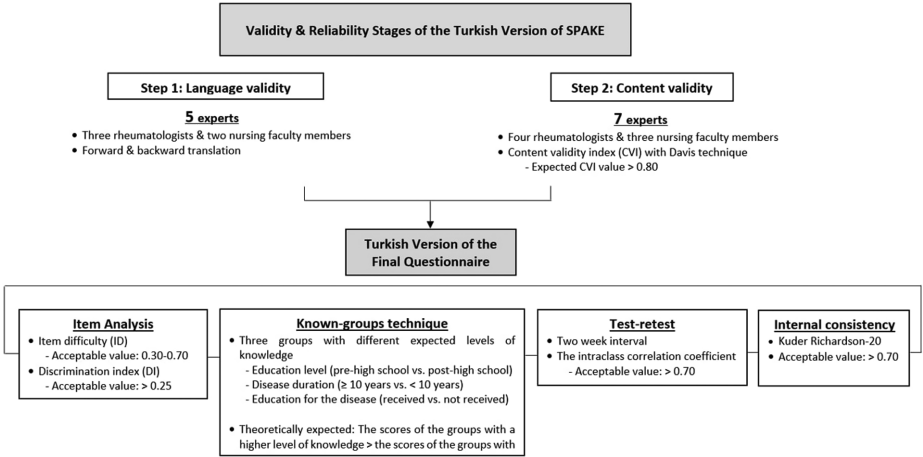 Validity & Reliability Stages of the Turkish Version of SPAKE
Step 1: Language validity
5 experts
• Three rheumatologists & two nursing faculty members
• Forward & backward translation
Step 2: Content validity
7 experts
• Four rheumatologists & three nursing faculty members
• Content validity index (CVI) with Davis technique
- Expected CVI value > 0.80
Turkish Version of the
Final Questionnaire
Item Analysis
• Item difficulty (ID)
- Acceptable value: 0.30-0.70
• Discrimination index (DI)
- Acceptable value: > 0.25
Known-groups technique
• Three groups with different expected levels of
knowledge
- Education level (pre-high school vs. post-high school)
- Disease duration (≥ 10 years vs. < 10 years)
- Education for the disease (received vs. not received)
• Theoretically expected: The scores of the groups with a
higher level of knowledge > the scores of the groups with
Test-retest
• Two week interval
• The intraclass correlation coefficient
- Acceptable value: > 0.70
Internal consistency
• Kuder Richardson-20
• Acceptable value: > 0.70